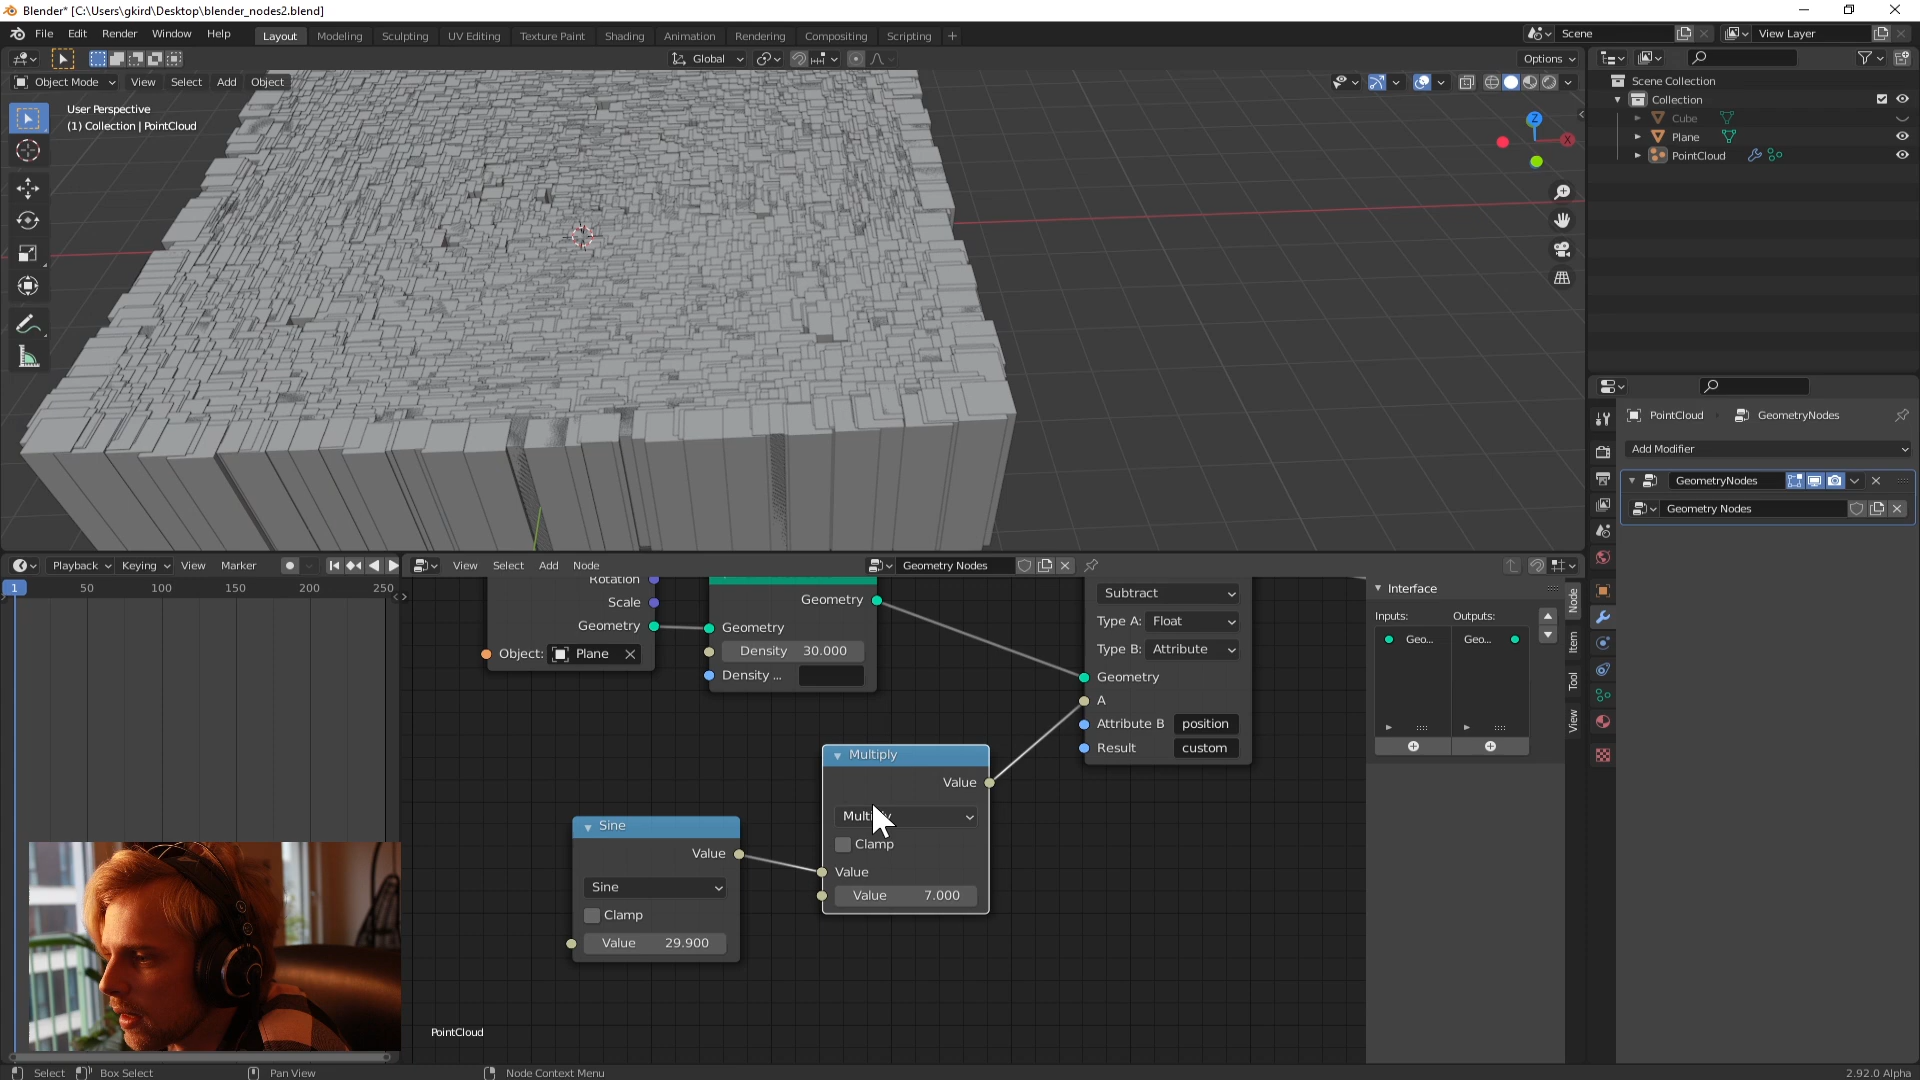 Blender* [C:\Users\gkird\Desktop\blender_nodes2.blend]
File Edit Render Window Help Layout Modeling Sculpting UV Editing Texture Paint Shading Animation Rendering Compositing Scripting + Scene View Layer
Global Options
Object Mode View Select Add Object
User Perspective
(1) Collection | PointCloud
Z
X
Scene Collection
Collection
Cube
Plane
PointCloud
PointCloud GeometryNodes
Add Modifier
GeometryNodes
Geometry Nodes
Playback Keying View Marker
1 50 100 150 200 250
View Select Add Node Geometry Nodes
Rotation
Scale
Geometry
Object: Plane
Geometry
Geometry
Density 30.000
Density ...
Subtract
Type A: Float
Type B: Attribute
Geometry
A
Attribute B position
Result custom
Multiply
Value
Clamp
Value
Value 7.000
Sine
Value
Sine
Clamp
Value 29.900
Interface
Inputs: Outputs:
Geo... Geo...
Node
Item
Tool
View
PointCloud
Select Box Select Pan View Node Context Menu 2.92.0 Alpha